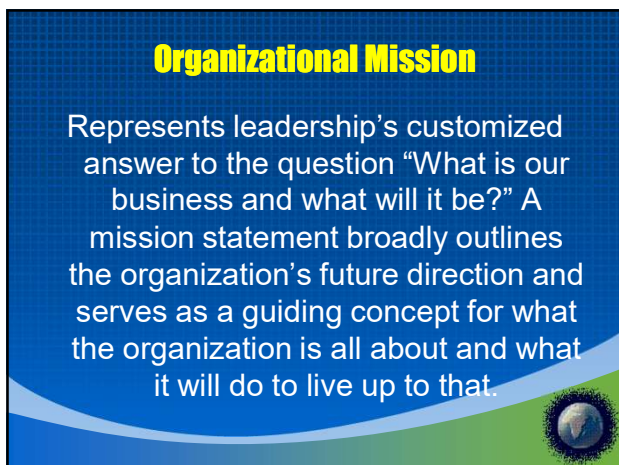 Organizational Mission
Represents leadership’s customized
answer to the question “What is our
business and what will it be?” A
mission statement broadly outlines
the organization’s future direction and
serves as a guiding concept for what
the organization is all about and what
it will do to live up to that.